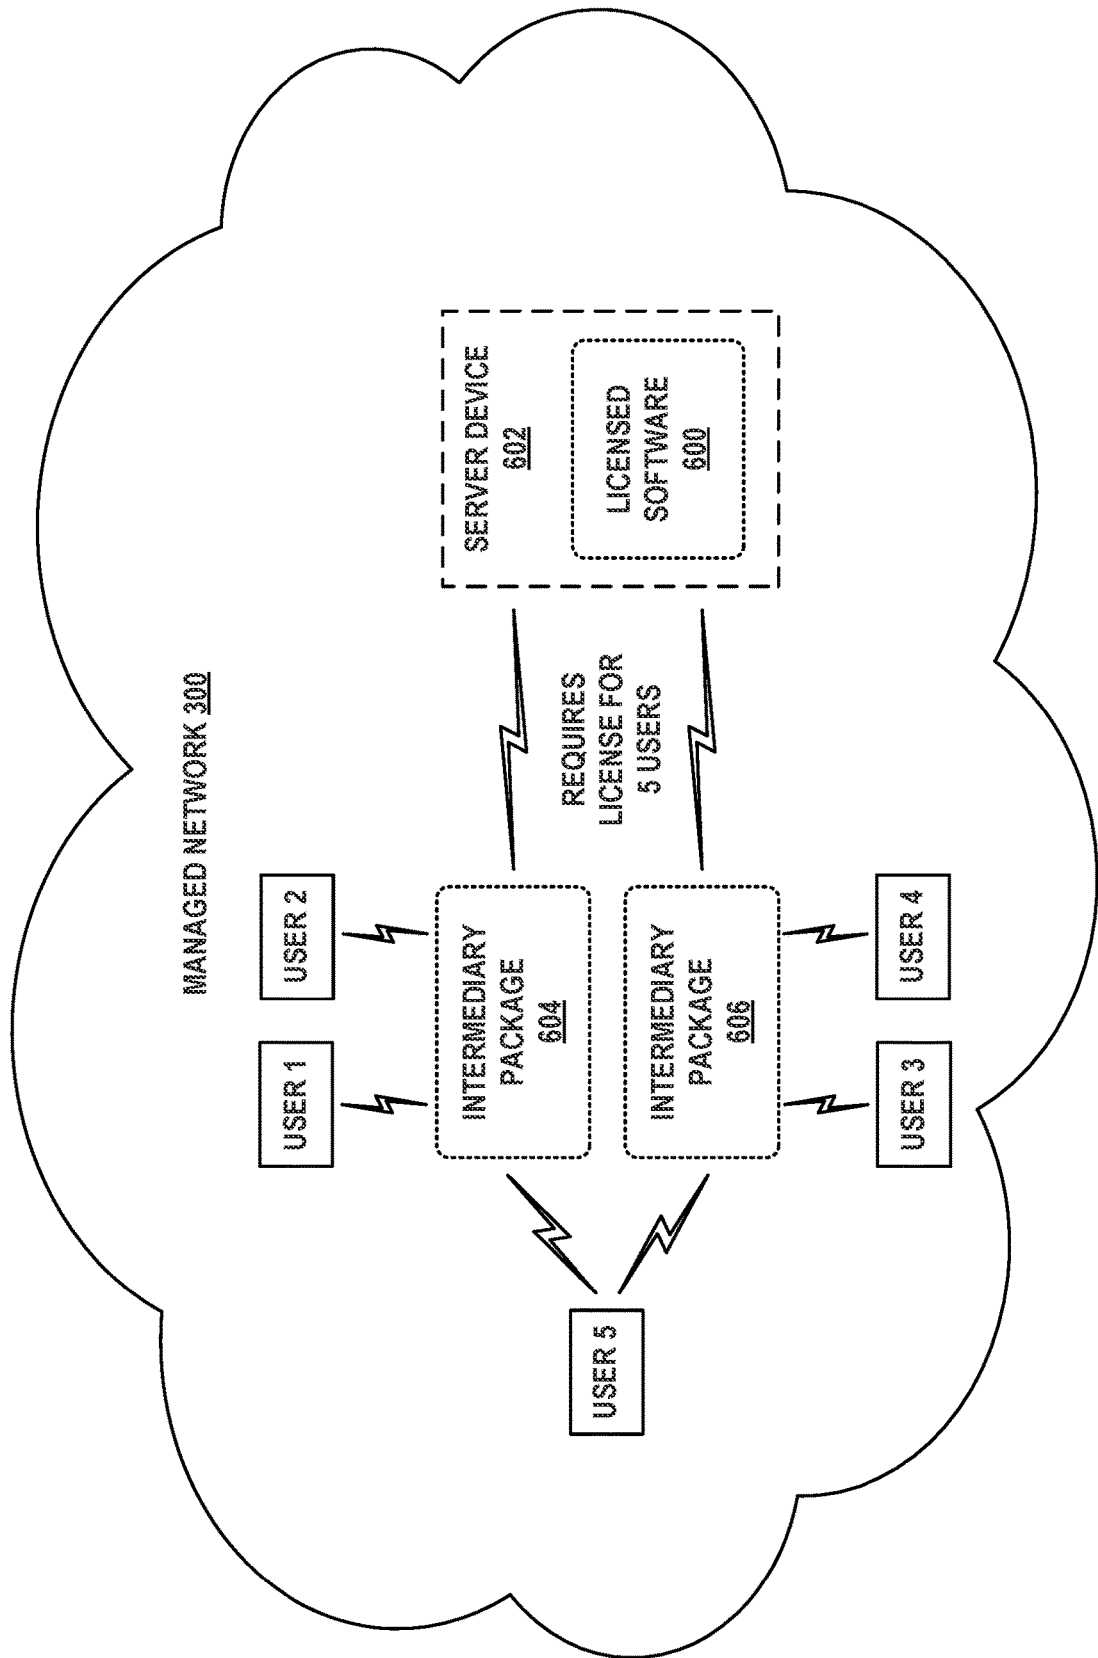 MANAGED NETWORK 300
USER 1
USER 2
INTERMEDIARY
PACKAGE
604
SERVER DEVICE
602
REQUIRES
LICENSE FOR
5 USERS
LICENSED
SOFTWARE
600
USER 5
INTERMEDIARY
PACKAGE
606
USER 3
USER 4